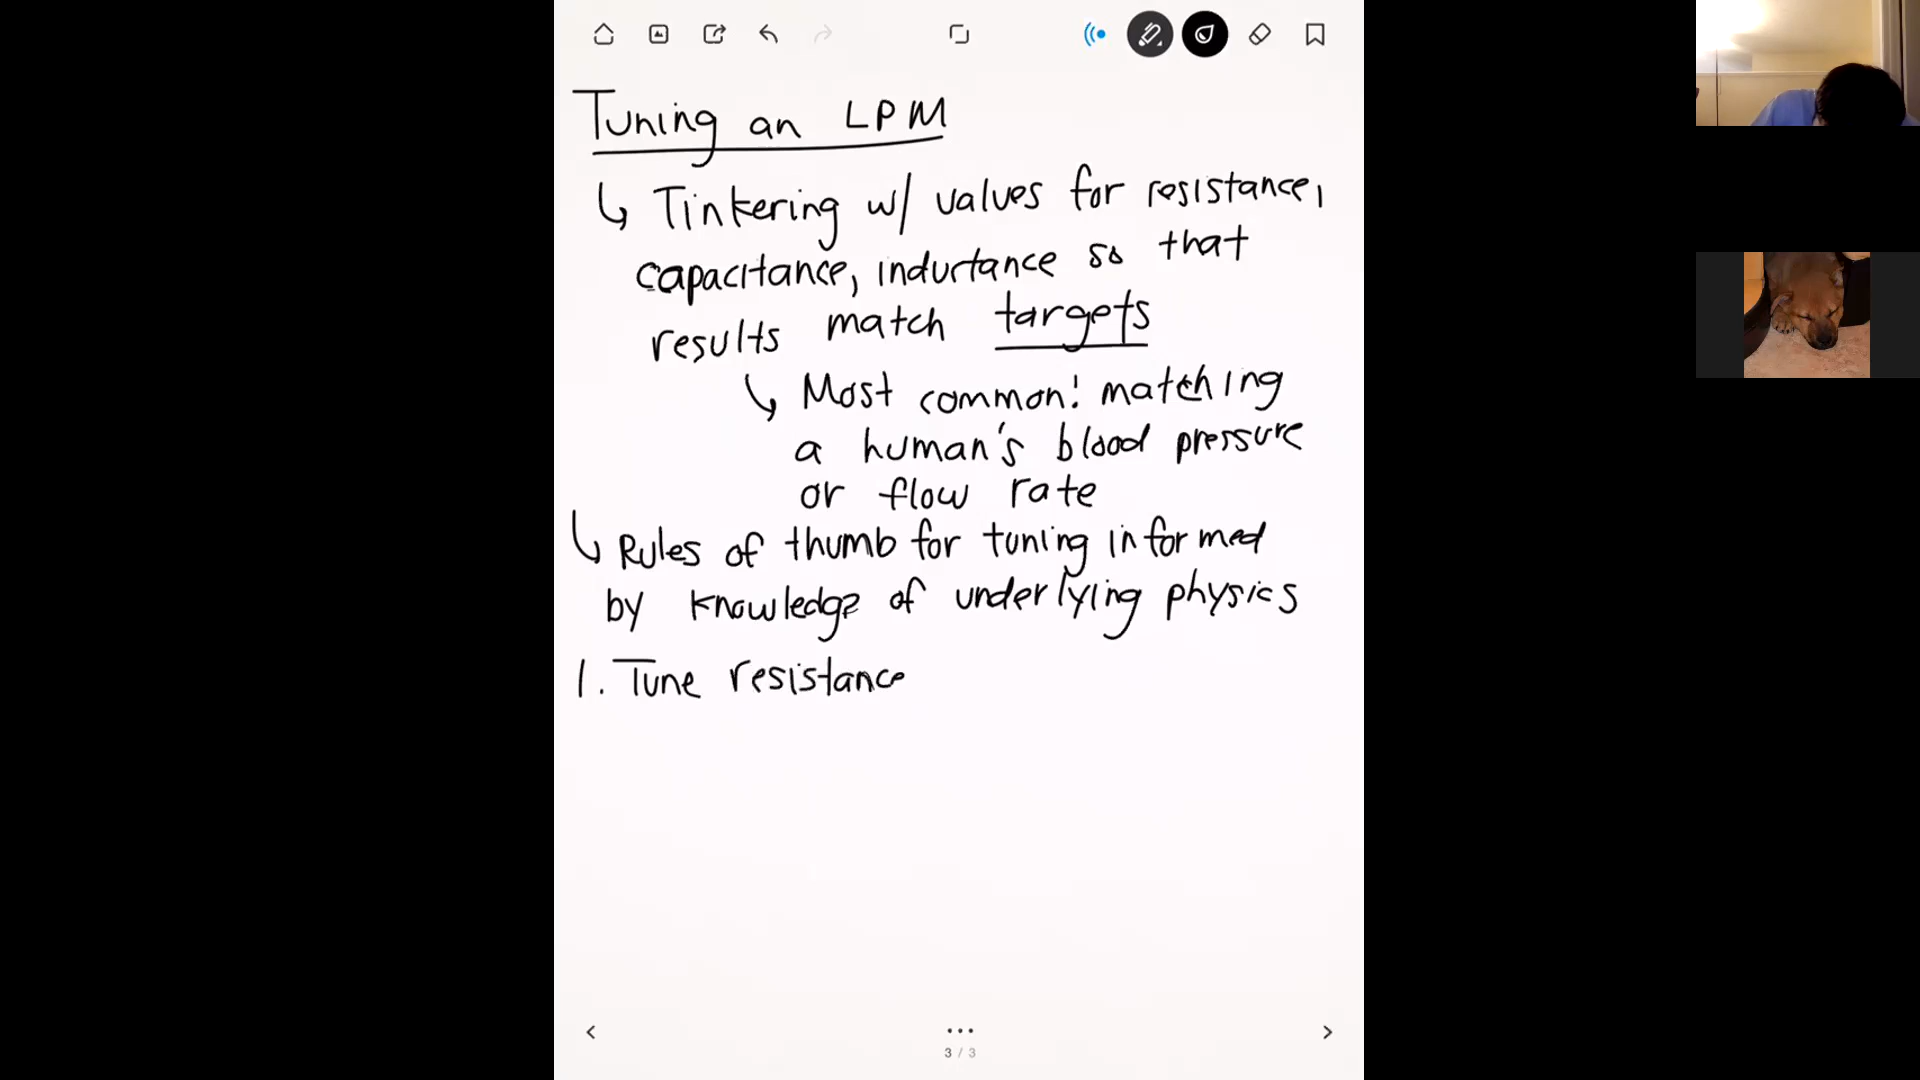 Tuning an LPM
↳ Tinkering w/ values for resistance,
capacitance, inductance so that
results match targets
↳ Most common: matching
a human's blood pressure
or flow rate
↳ Rules of thumb for tuning informed
by knowledge of underlying physics
1. Tune resistance
3 / 3